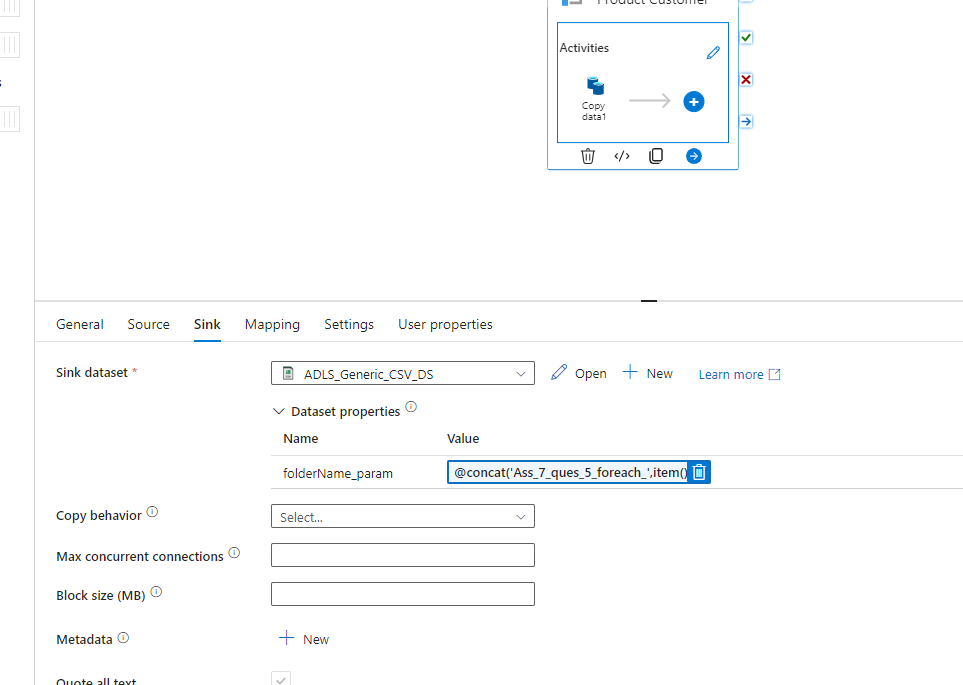 Product Customer
Activities
Copy
data1
General Source Sink Mapping Settings User properties
Sink dataset *
ADLS_Generic_CSV_DS
Open
New
Learn more
Dataset properties
Name Value
folderName_param
@concat('Ass_7_ques_5_foreach_',item()
Copy behavior
Select...
Max concurrent connections
Block size (MB)
Metadata
New
Quote all text